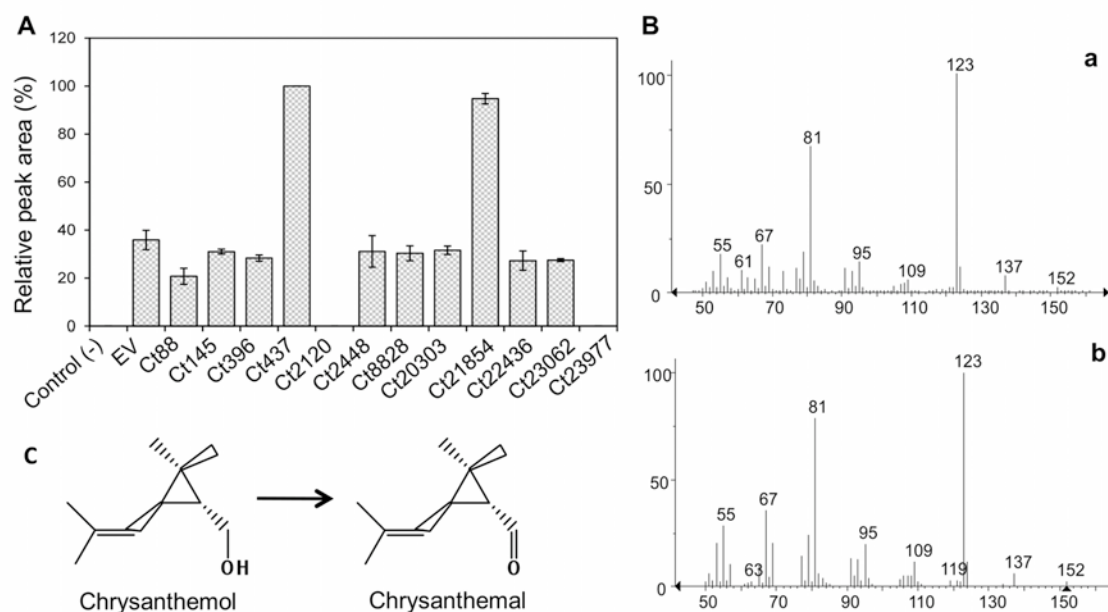 A
Relative peak area (%)
120
100
80
60
40
20
0
Control (-)
EV
Ct88
Ct145
Ct396
Ct437
Ct2120
Ct2448
Ct8828
Ct20303
Ct21854
Ct22436
Ct23062
Ct23977
B
a
100
50
0
55
61
67
81
95
109
123
137
152
50
70
90
110
130
150
b
100
50
0
55
63
67
81
95
109
119
123
137
152
50
70
90
110
130
150
C
OH
O
Chrysanthemol
Chrysanthemal